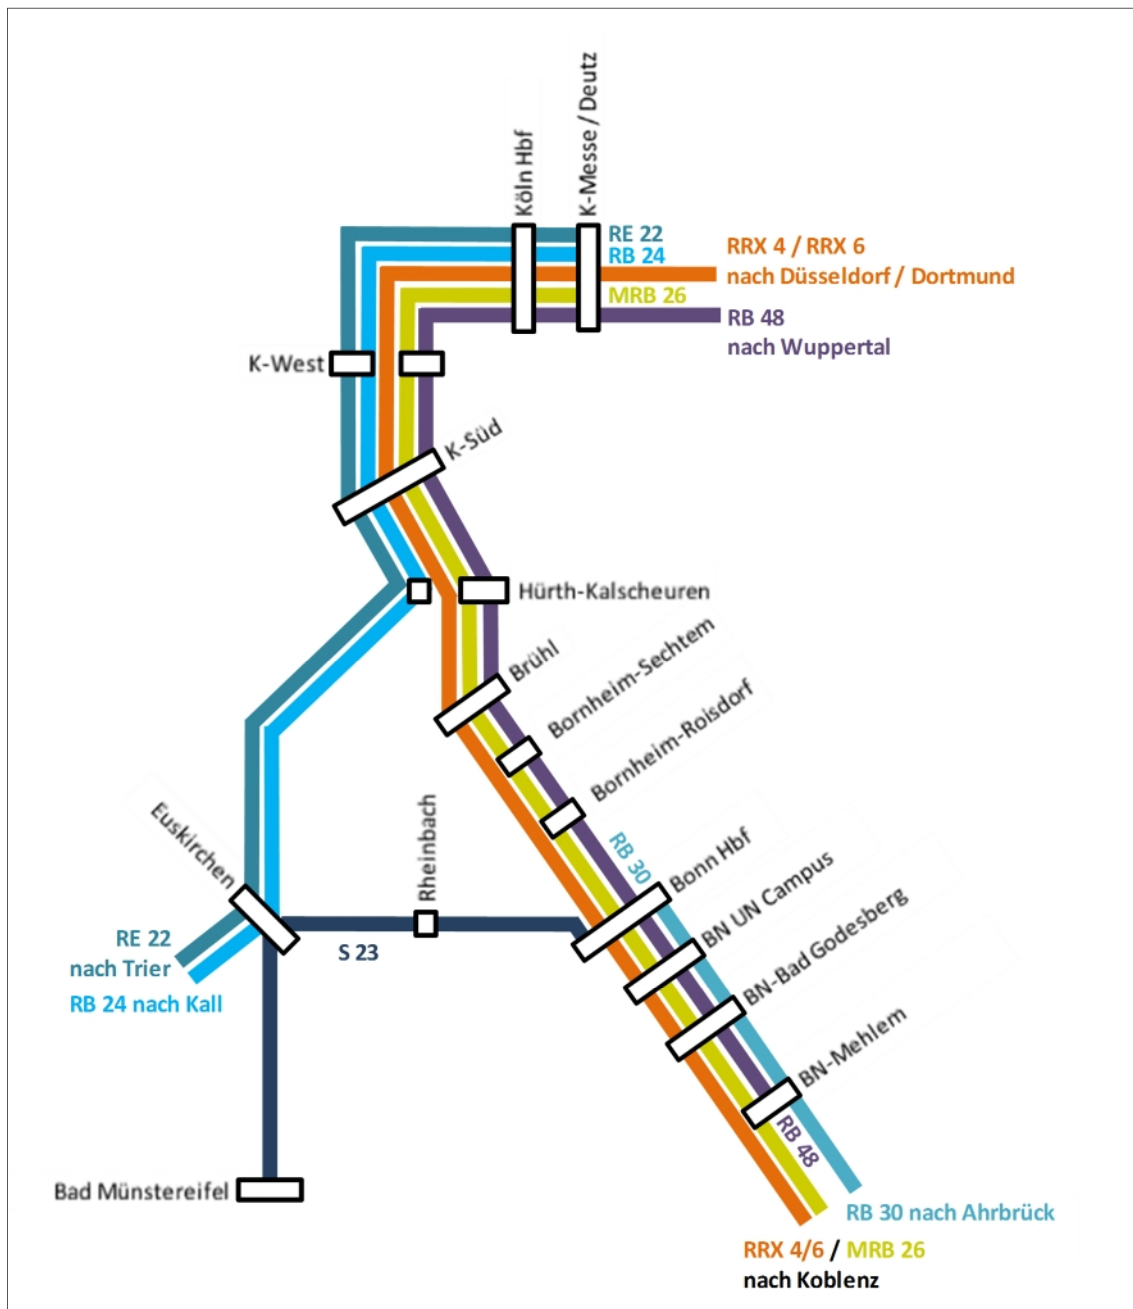 Köln Hbf
K-Messe / Deutz
RE 22
RB 24
MRB 26
RRX 4 / RRX 6
nach Düsseldorf / Dortmund
RB 48
nach Wuppertal
K-West
K-Süd
Hürth-Kalscheuren
Brühl
Bornheim-Sechtem
Bornheim-Roisdorf
RB 30
Bonn Hbf
BN UN Campus
BN-Bad Godesberg
BN-Mehlem
Euskirchen
Rheinbach
S 23
RE 22
nach Trier
RB 24 nach Kall
Bad Münstereifel
RB 48
RB 30 nach Ahrbrück
RRX 4/6 / MRB 26
nach Koblenz